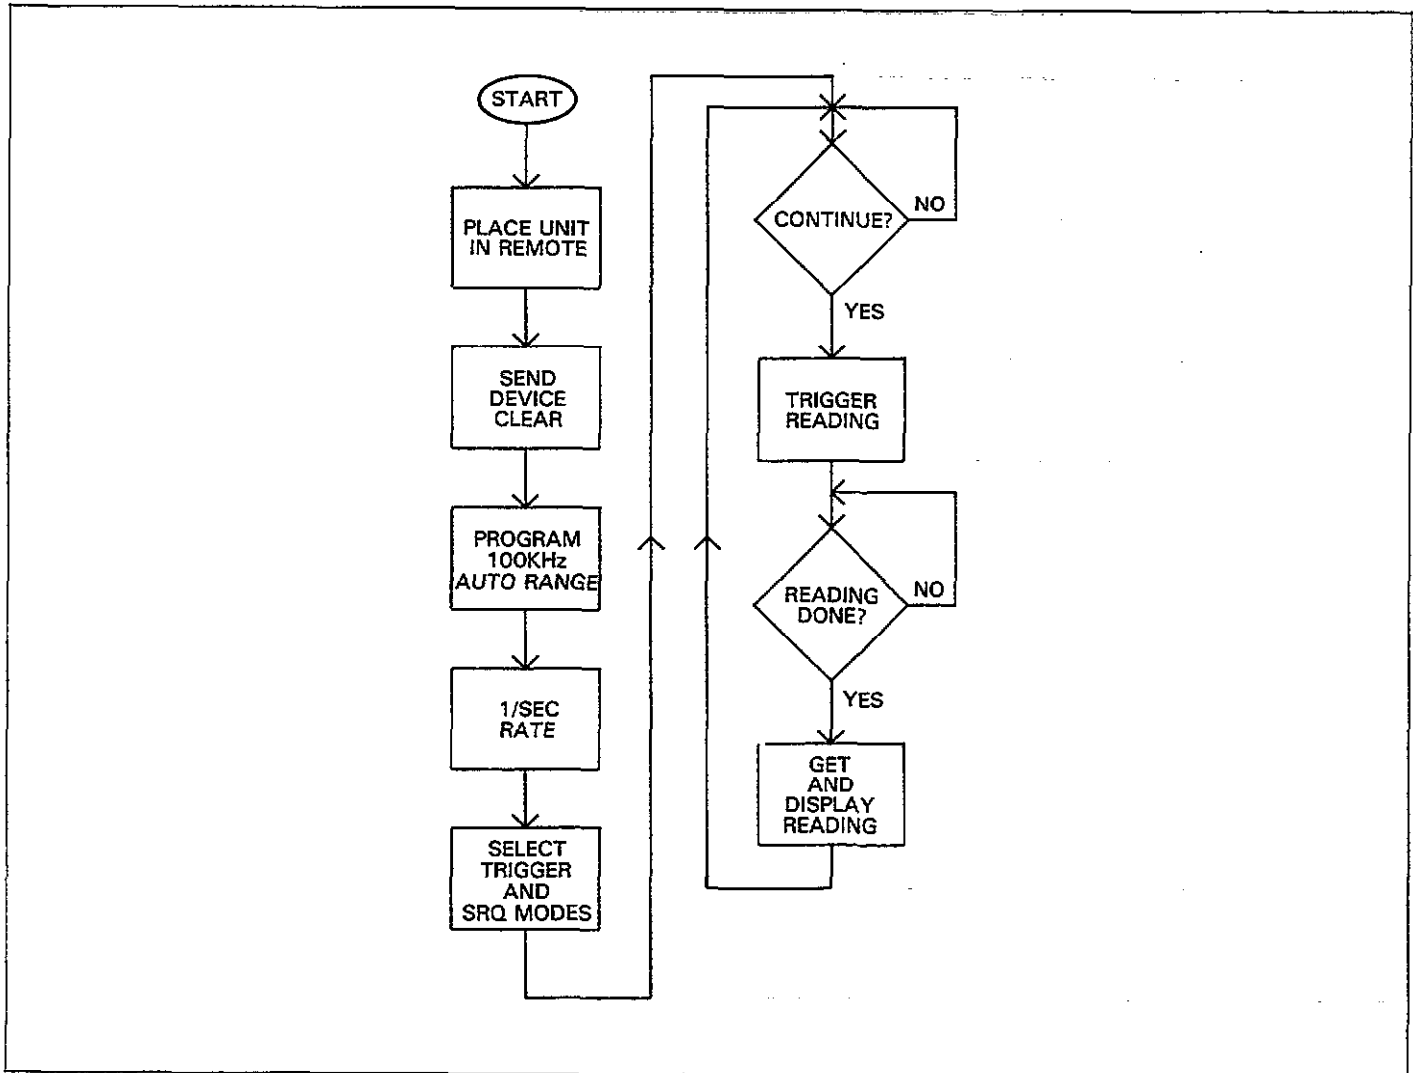 START
PLACE UNIT
IN REMOTE
SEND
DEVICE
CLEAR
PROGRAM
100KHz
AUTO RANGE
1/SEC
RATE
SELECT
TRIGGER
AND
SRQ MODES
CONTINUE?
NO
YES
TRIGGER
READING
READING
DONE?
NO
YES
GET
AND
DISPLAY
READING